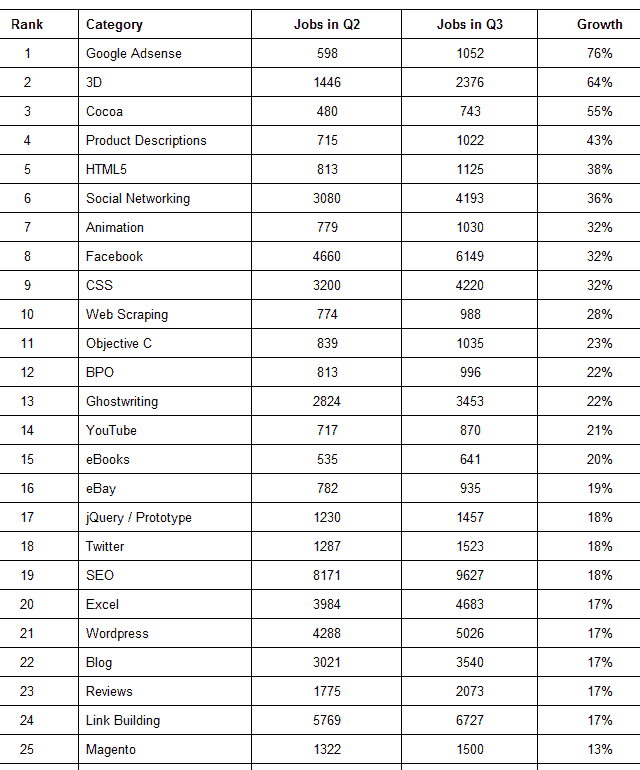 Rank Category Jobs in Q2 Jobs in Q3 Growth
1 Google Adsense 598 1052 76%
2 3D 1446 2376 64%
3 Cocoa 480 743 55%
4 Product Descriptions 715 1022 43%
5 HTML5 813 1125 38%
6 Social Networking 3080 4193 36%
7 Animation 779 1030 32%
8 Facebook 4660 6149 32%
9 CSS 3200 4220 32%
10 Web Scraping 774 988 28%
11 Objective C 839 1035 23%
12 BPO 813 996 22%
13 Ghostwriting 2824 3453 22%
14 YouTube 717 870 21%
15 eBooks 535 641 20%
16 eBay 782 935 19%
17 jQuery / Prototype 1230 1457 18%
18 Twitter 1287 1523 18%
19 SEO 8171 9627 18%
20 Excel 3984 4683 17%
21 Wordpress 4288 5026 17%
22 Blog 3021 3540 17%
23 Reviews 1775 2073 17%
24 Link Building 5769 6727 17%
25 Magento 1322 1500 13%